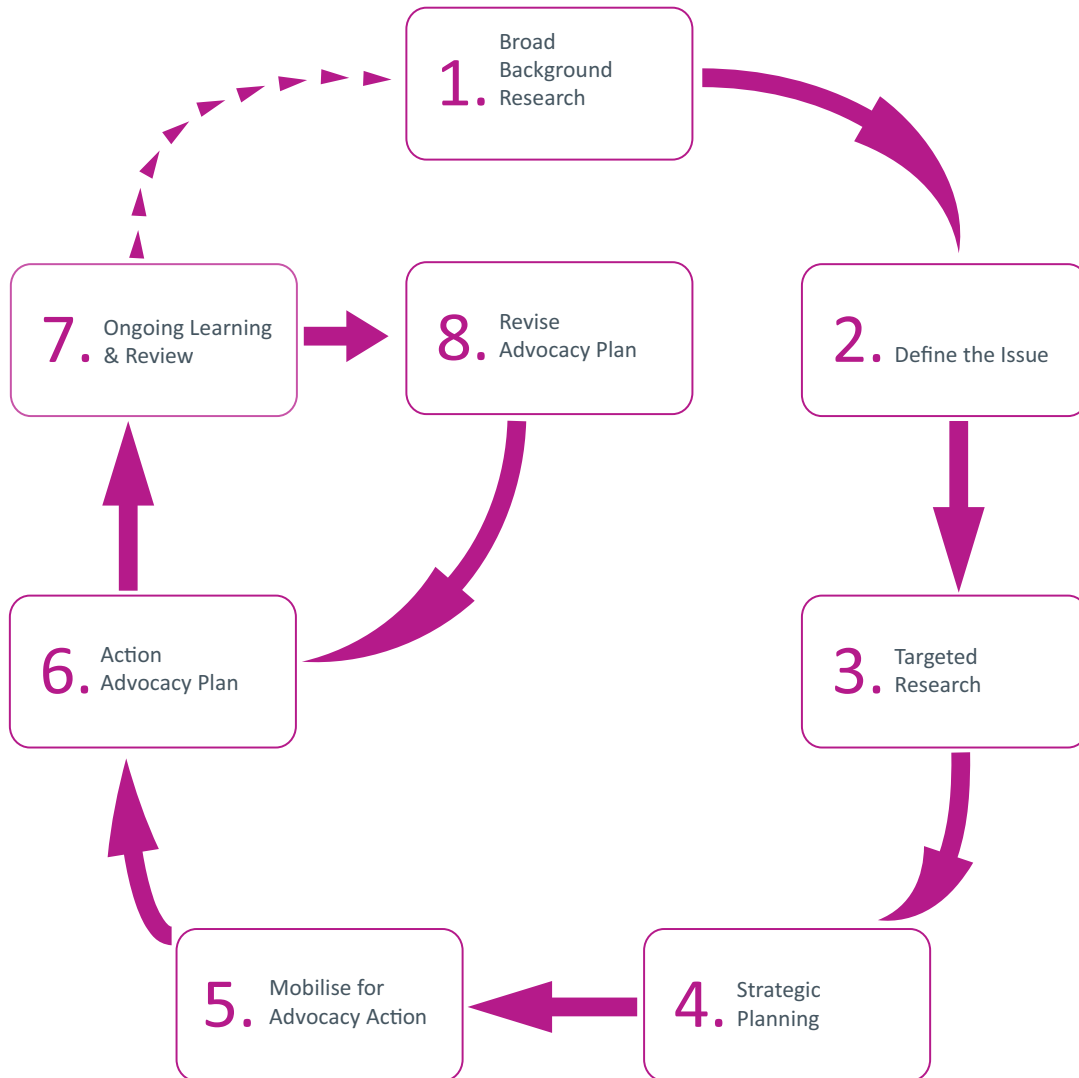 1.
Broad
Background
Research
2.
Define the Issue
3.
Targeted
Research
4.
Strategic
Planning
5.
Mobilise for
Advocacy Action
6.
Action
Advocacy Plan
7.
Ongoing Learning
& Review
8.
Revise
Advocacy Plan